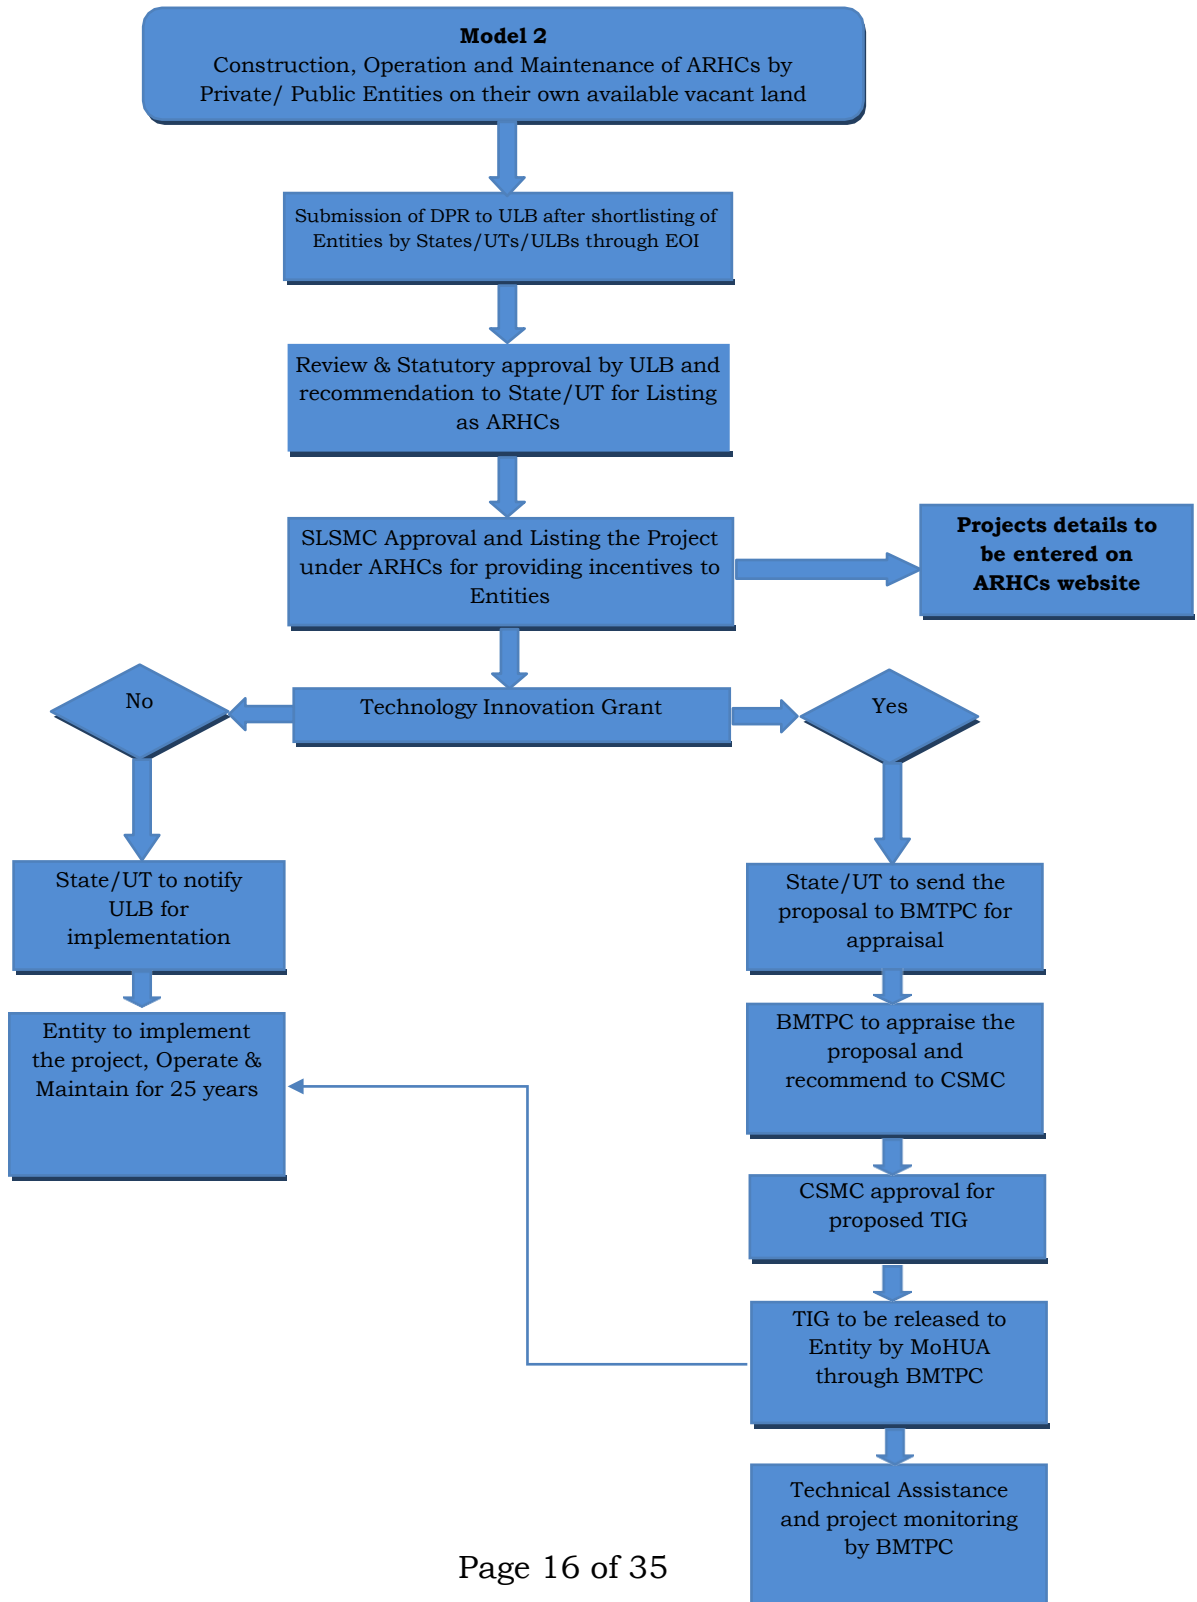 Model 2
Construction, Operation and Maintenance of ARHCs by
Private/ Public Entities on their own available vacant land
Submission of DPR to ULB after shortlisting of
Entities by States/UTs/ULBs through EOI
Review & Statutory approval by ULB and
recommendation to State/UT for Listing
as ARHCs
SLSMC Approval and Listing the Project
under ARHCs for providing incentives to
Entities
Projects details to
be entered on
ARHCs website
No
Technology Innovation Grant
Yes
State/UT to notify
ULB for
implementation
Entity to implement
the project, Operate &
Maintain for 25 years
State/UT to send the
proposal to BMTPC for
appraisal
BMTPC to appraise the
proposal and
recommend to CSMC
CSMC approval for
proposed TIG
TIG to be released to
Entity by MoHUA
through BMTPC
Technical Assistance
and project monitoring
by BMTPC
Page 16 of 35